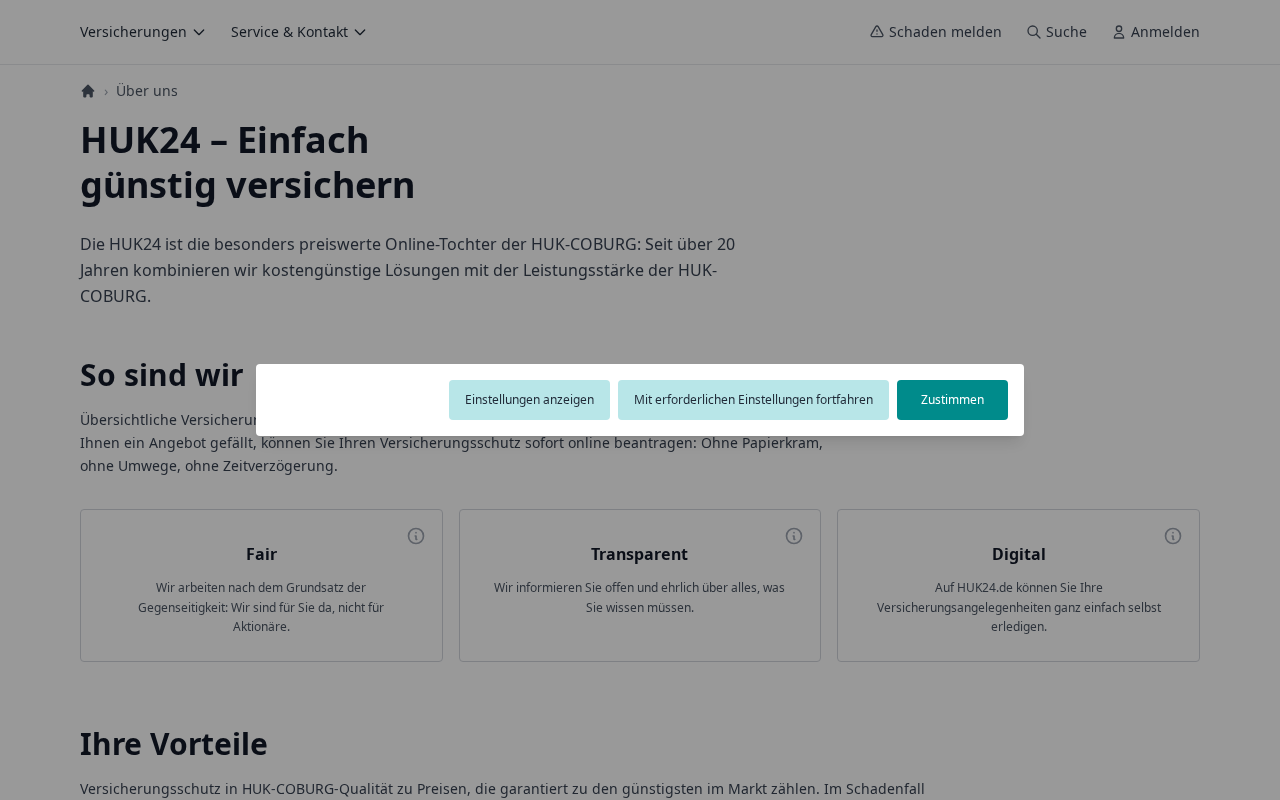 Versicherungen
Service & Kontakt
Schaden melden
Suche
Anmelden
› Über uns
HUK24 – Einfach
günstig versichern
Die HUK24 ist die besonders preiswerte Online-Tochter der HUK-COBURG: Seit über 20
Jahren kombinieren wir kostengünstige Lösungen mit der Leistungsstärke der HUK-
COBURG.
So sind wir
Einstellungen anzeigen
Mit erforderlichen Einstellungen fortfahren
Zustimmen
Übersichtliche
Ihnen ein Angebot gefällt, können Sie Ihren Versicherungsschutz sofort online beantragen: Ohne Papierkram,
ohne Umwege, ohne Zeitverzögerung.
Fair
Wir arbeiten nach dem Grundsatz der
Gegenseitigkeit: Wir sind für Sie da, nicht für
Aktionäre.
Transparent
Wir informieren Sie offen und ehrlich über alles, was
Sie wissen müssen.
Digital
Auf HUK24.de können Sie Ihre
Versicherungsangelegenheiten ganz einfach selbst
erledigen.
Ihre Vorteile
Versicherungsschutz in HUK-COBURG-Qualität zu Preisen, die garantiert zu den günstigsten im Markt zählen. Im Schadenfall